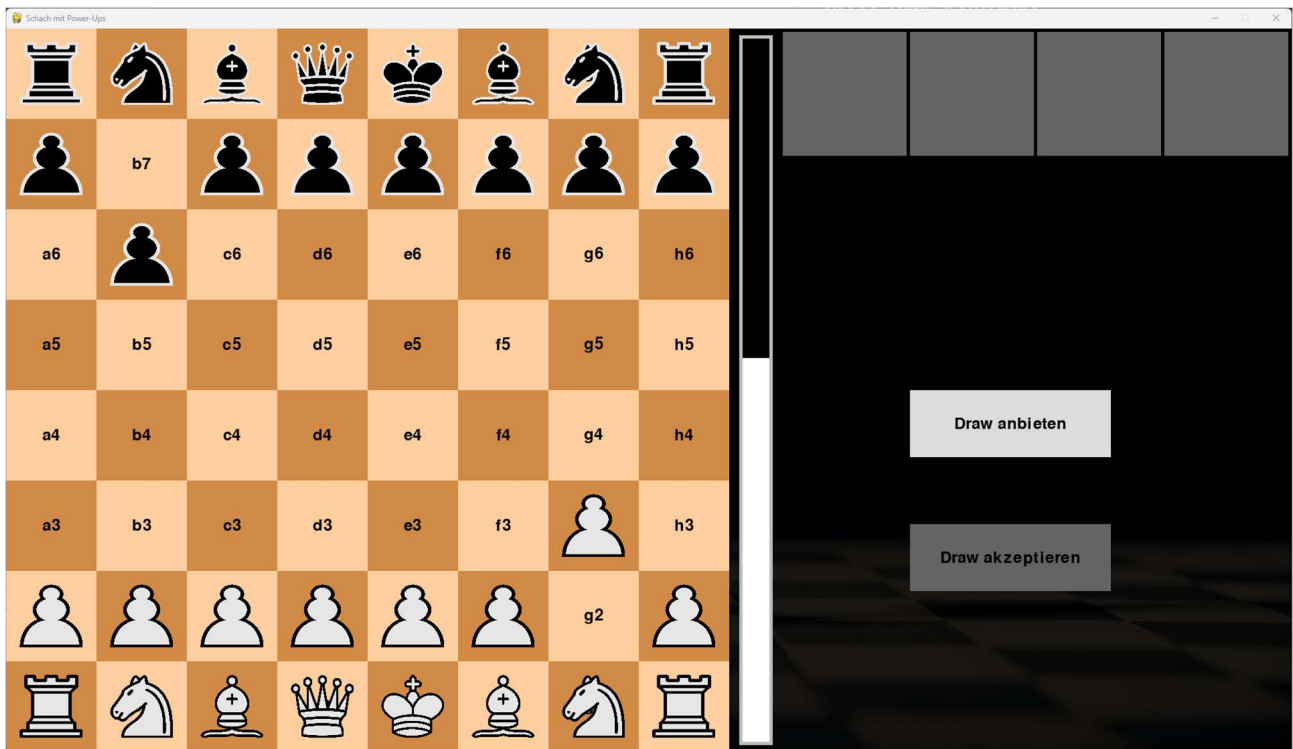 Schach mit Power-Ups
b7
a6 c6 d6 e6 f6 g6 h6
a5 b5 c5 d5 e5 f5 g5 h5
a4 b4 c4 d4 e4 f4 g4 h4
a3 b3 c3 d3 e3 f3 h3
g2
Draw anbieten
Draw akzeptieren